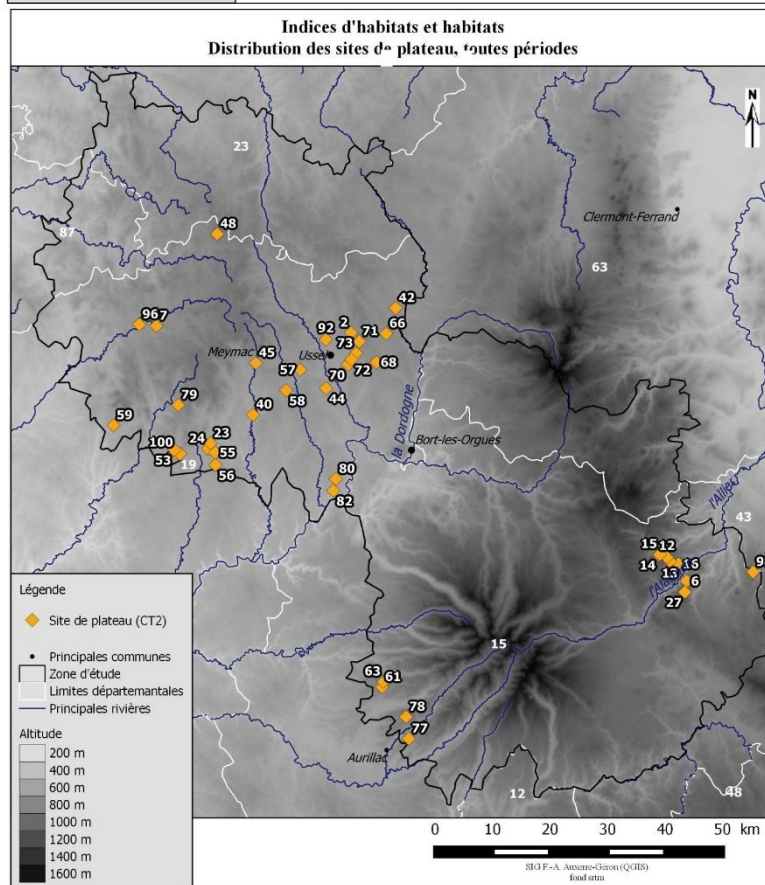 Indices d'habitats et habitats
Distribution des sites de plateau, toutes périodes
N
23
Clermont-Ferrand
48
87
63
42
96
7
92
2
71
66
73
Meymac
45
Ussel
57
70
72
68
58
44
79
40
59
24
23
100
55
53
19
56
la Dordogne
Bort-les-Orgues
80
82
l'Allier
43
15
12
14
13
16
6
27
15
63
61
78
77
Aurillac
12
48
Légende
Site de plateau (CT2)
Principales communes
Zone d'étude
Limites départementales
Principales rivières
Altitude
200 m
400 m
600 m
800 m
1000 m
1200 m
1400 m
1600 m
0 10 20 30 40 50 km
SIG F.-A. Auxerre-Géron (QGIS)
fond srtm